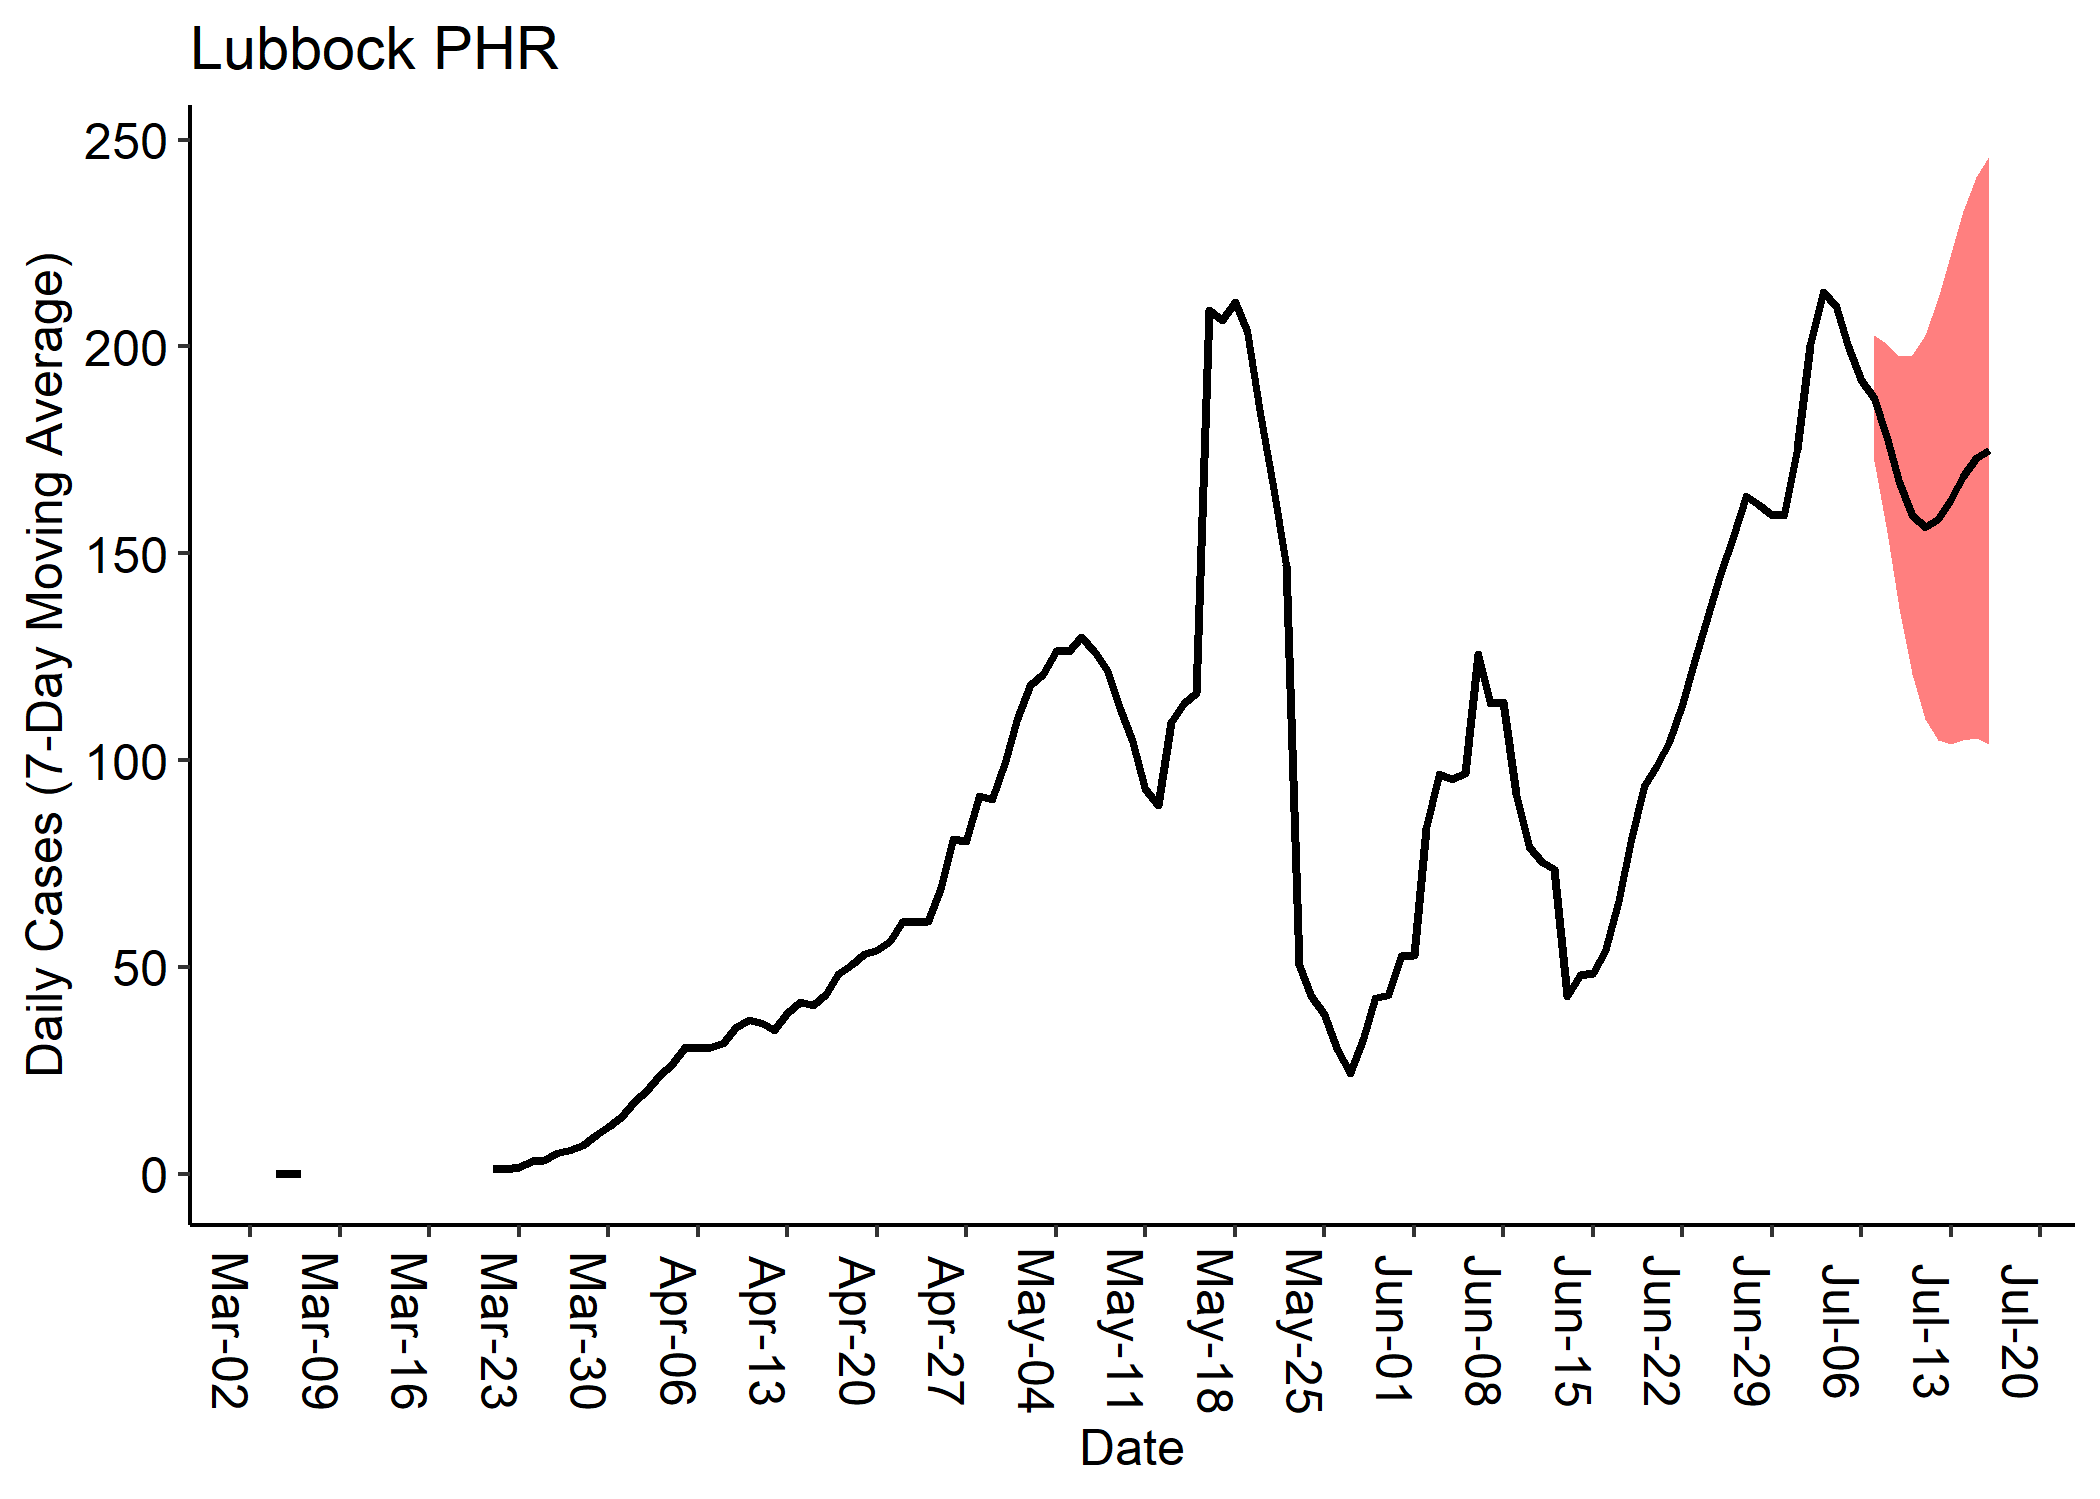 Lubbock PHR
Daily Cases (7-Day Moving Average)
250
200
150
100
50
0
Mar-02
Mar-09
Mar-16
Mar-23
Mar-30
Apr-06
Apr-13
Apr-20
Apr-27
May-04
May-11
May-18
May-25
Jun-01
Jun-08
Jun-15
Jun-22
Jun-29
Jul-06
Jul-13
Jul-20
Date